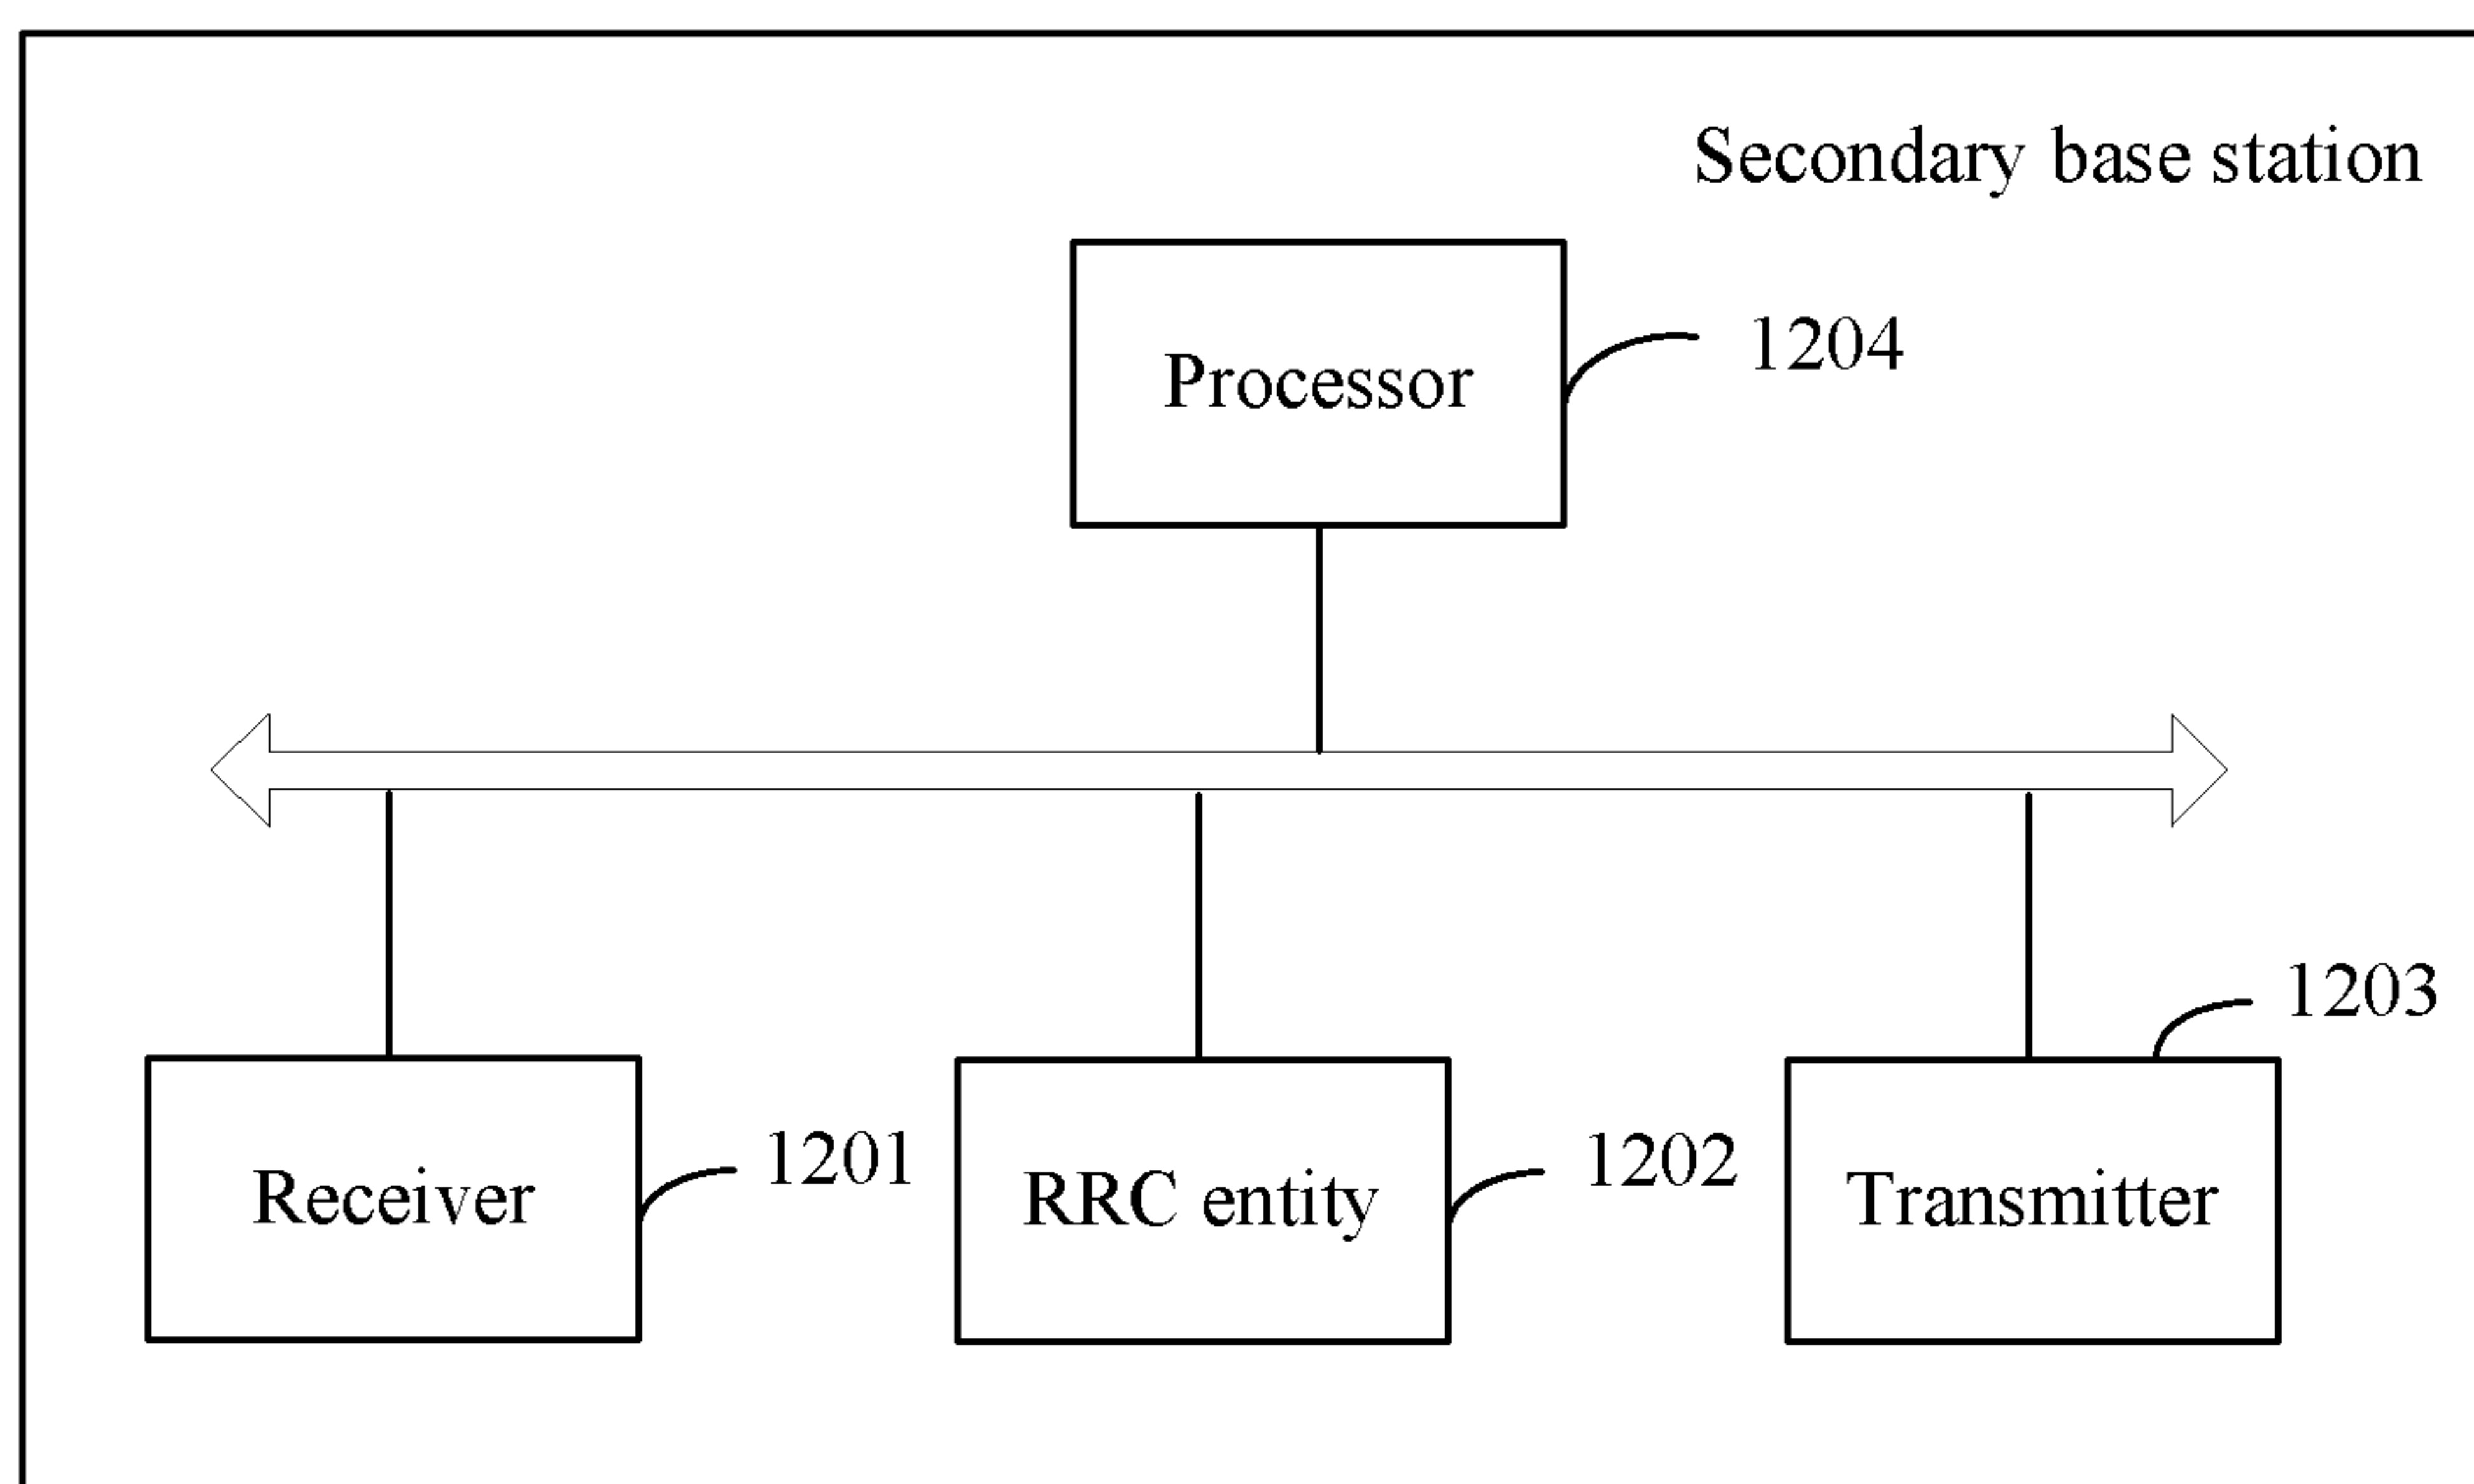 Secondary base station
Processor
1204
1203
Receiver
1201
RRC entity
1202
Transmitter